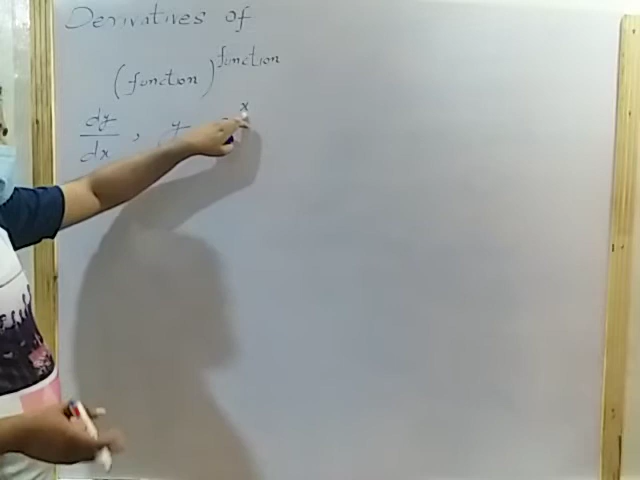 Derivatives of
(function)^function
dy/dx , y x